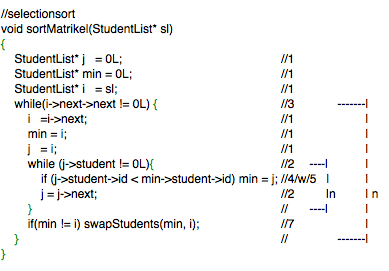 //selectionsort
void sortMatrikel(StudentList* sl)
{
StudentList* j = 0L; //1
StudentList* min = 0L; //1
StudentList* i = sl; //1
while(i->next->next != 0L) { //3 -------|
i =i->next; //1 |
min = i; //1 |
j = i; //1 |
while (j->student != 0L){ //2 ----| |
if (j->student->id < min->student->id) min = j; //4/w/5 | |
j = j->next; //2 |n | n
} // ----| |
if(min != i) swapStudents(min, i); //7 |
} // -------|
}